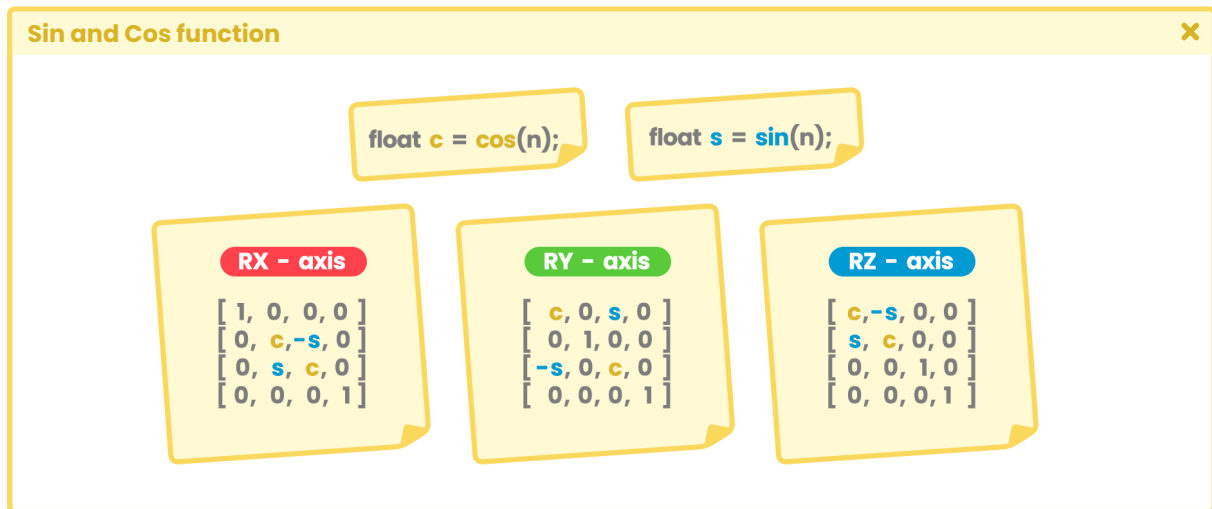 Sin and Cos function
float c = cos(n);
float s = sin(n);
RX - axis
[ 1, 0, 0, 0 ]
[ 0, c,-s, 0 ]
[ 0, s, c, 0 ]
[ 0, 0, 0, 1 ]
RY - axis
[ c, 0, s, 0 ]
[ 0, 1, 0, 0 ]
[ -s, 0, c, 0 ]
[ 0, 0, 0, 1 ]
RZ - axis
[ c,-s, 0, 0 ]
[ s, c, 0, 0 ]
[ 0, 0, 1, 0 ]
[ 0, 0, 0, 1 ]